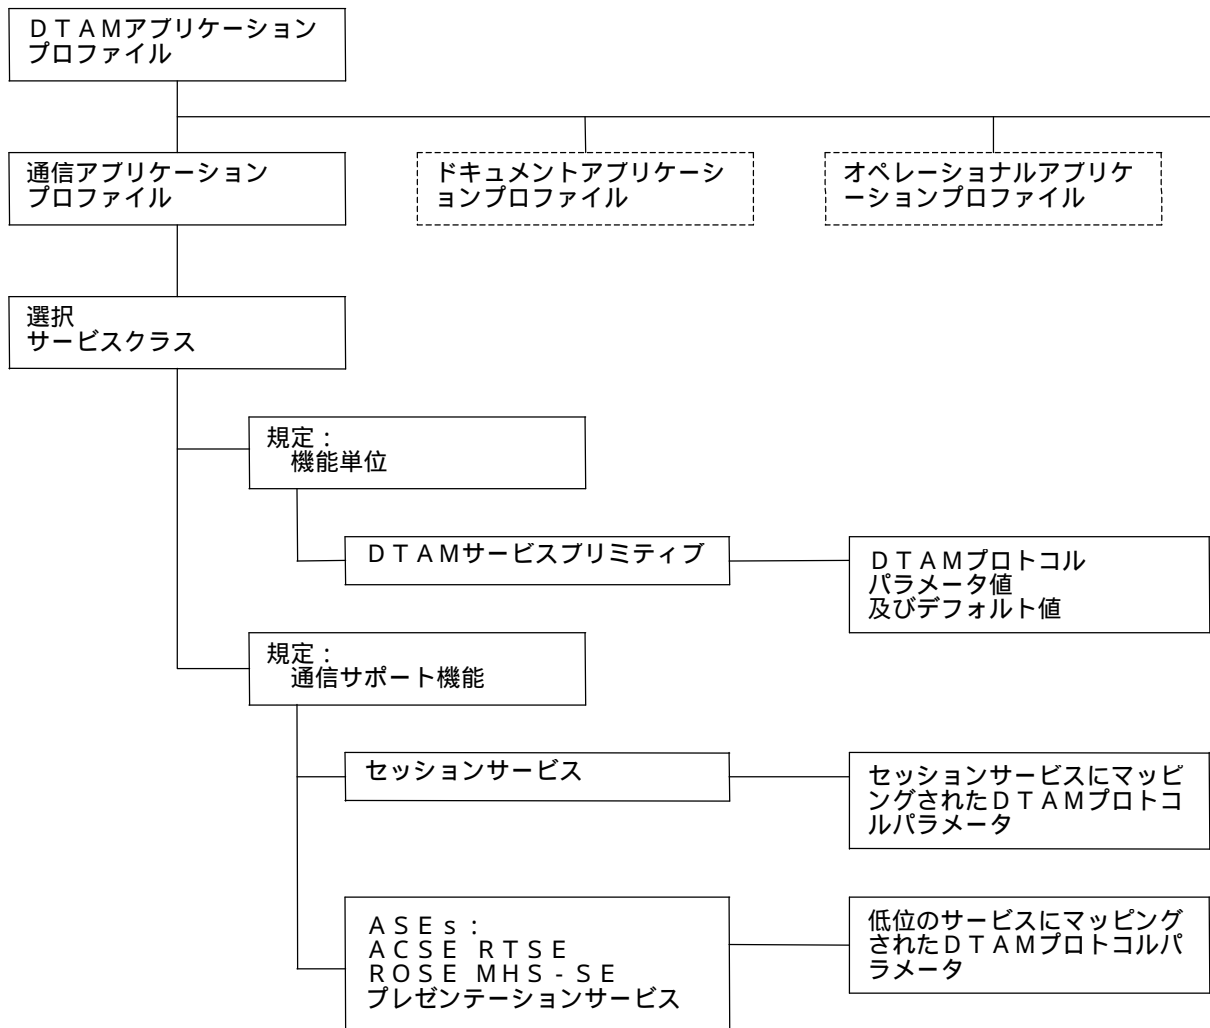 ＤＴＡＭアプリケーション
プロファイル
通信アプリケーション
プロファイル
ドキュメントアプリケーシ
ョンプロファイル
オペレーショナルアプリケ
ーションプロファイル
選択
サービスクラス
規定：
機能単位
ＤＴＡＭサービスプリミティブ
ＤＴＡＭプロトコル
パラメータ値
及びデフォルト値
規定：
通信サポート機能
セッションサービス
セッションサービスにマッピ
ングされたＤＴＡＭプロトコ
ルパラメータ
ＡＳＥｓ：
ＡＣＳＥ ＲＴＳＥ
ＲＯＳＥ ＭＨＳ－ＳＥ
プレゼンテーションサービス
低位のサービスにマッピング
されたＤＴＡＭプロトコルパ
ラメータ